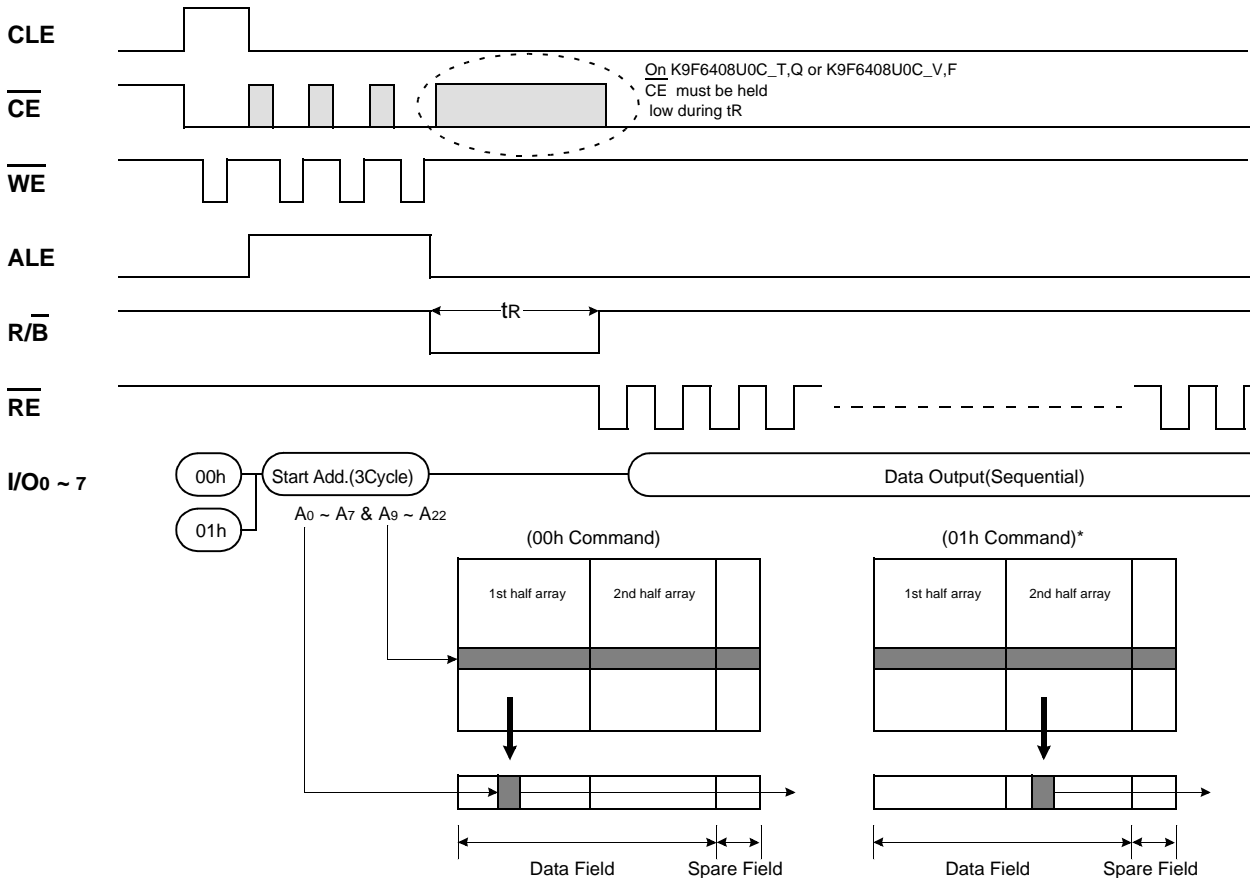 CLE
On K9F6408U0C_T,Q or K9F6408U0C_V,F
CE must be held
low during tR
CE
WE
ALE
R/B
tR
RE
I/O0 ~ 7
00h
Start Add.(3Cycle)
Data Output(Sequential)
01h
A0 ~ A7 & A9 ~ A22
(00h Command)
(01h Command)*
1st half array
2nd half array
1st half array
2nd half array
Data Field
Spare Field
Data Field
Spare Field